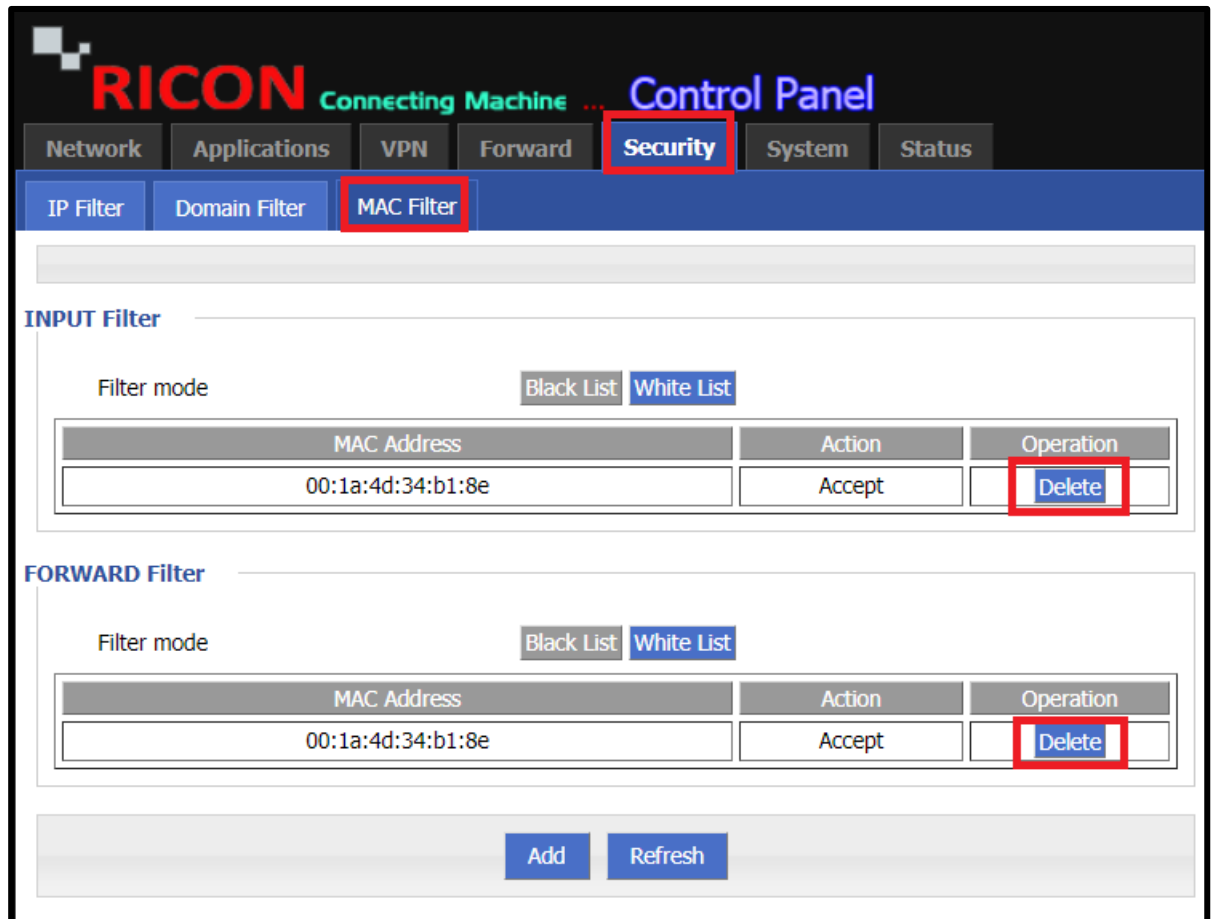 RICON Connecting Machine ... Control Panel
Network Applications VPN Forward Security System Status
IP Filter Domain Filter MAC Filter
INPUT Filter
Filter mode Black List White List
MAC Address Action Operation
00:1a:4d:34:b1:8e Accept Delete
FORWARD Filter
Filter mode Black List White List
MAC Address Action Operation
00:1a:4d:34:b1:8e Accept Delete
Add Refresh